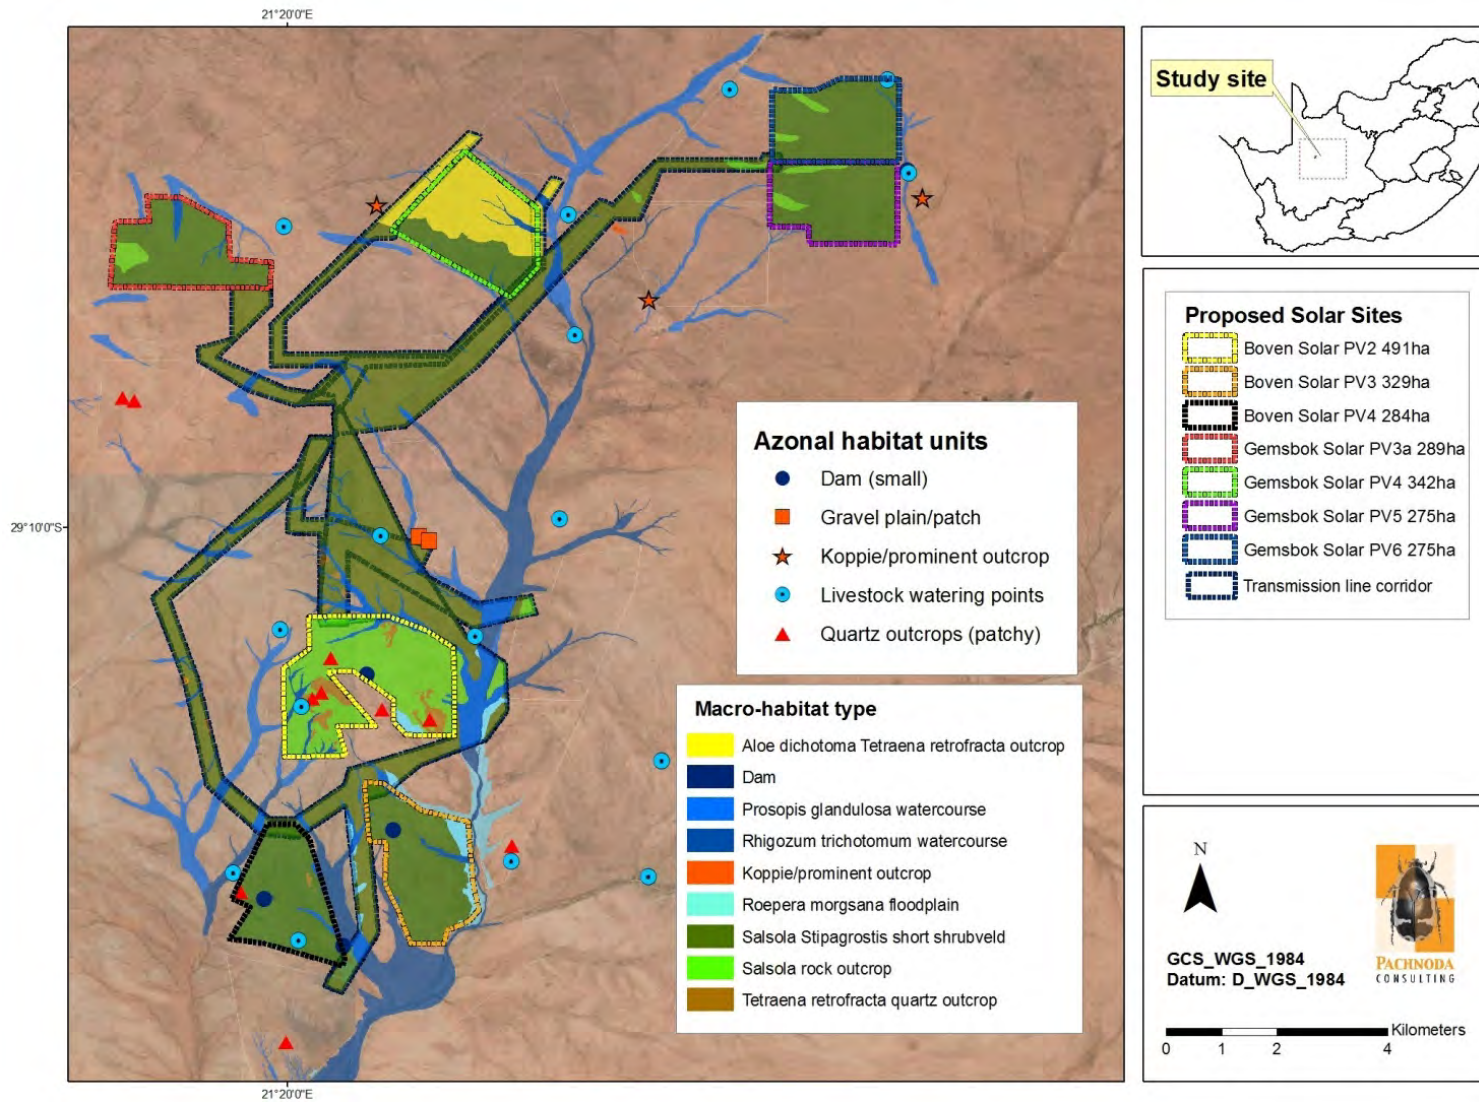 21°20'0"E
Study site
Proposed Solar Sites
Boven Solar PV2 491ha
Boven Solar PV3 329ha
Boven Solar PV4 284ha
Gemsbok Solar PV3a 289ha
Gemsbok Solar PV4 342ha
Gemsbok Solar PV5 275ha
Gemsbok Solar PV6 275ha
Transmission line corridor
29°10'0"S
Azonal habitat units
Dam (small)
Gravel plain/patch
Koppie/prominent outcrop
Livestock watering points
Quartz outcrops (patchy)
Macro-habitat type
Aloe dichotoma Tetraena retrofracta outcrop
Dam
Prosopis glandulosa watercourse
Rhigozum trichotomum watercourse
Koppie/prominent outcrop
Roepera morgsana floodplain
Salsola Stipagrostis short shrubveld
Salsola rock outcrop
Tetraena retrofracta quartz outcrop
N
GCS_WGS_1984
Datum: D_WGS_1984
PACHNODA
CONSULTING
Kilometers
0 1 2 4
21°20'0"E